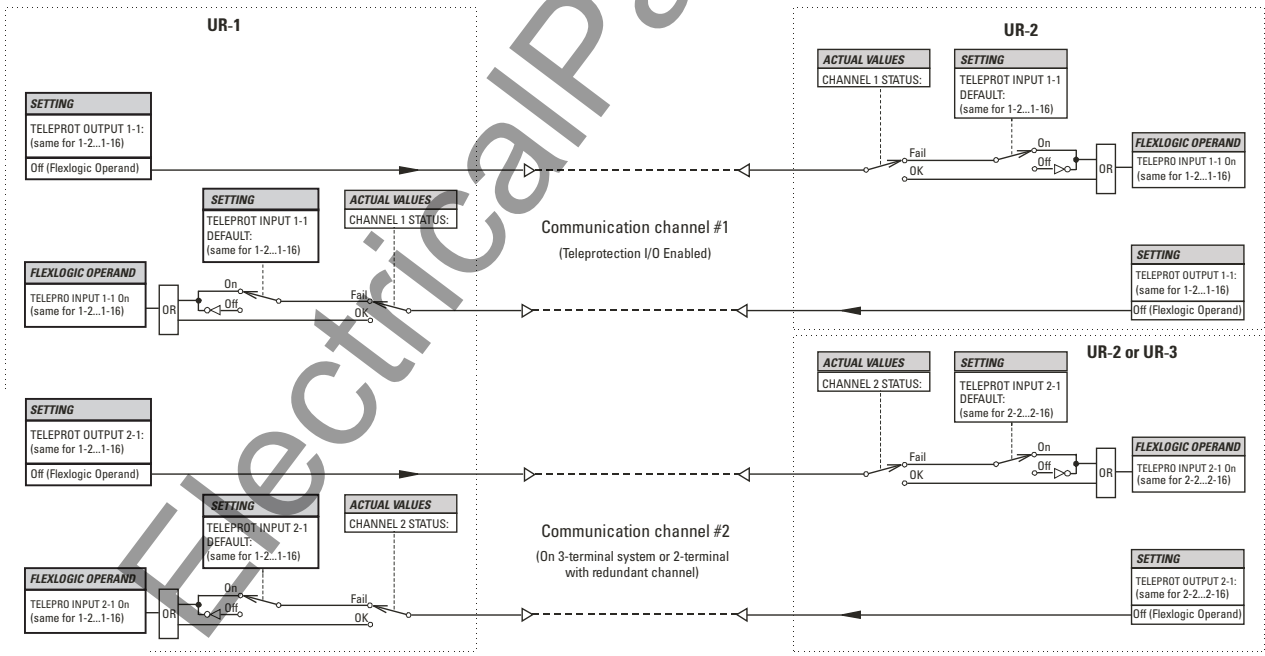 UR-1
SETTING
TELEPROT OUTPUT 1-1:
(same for 1-2...1-16)
Off (Flexlogic Operand)
SETTING
TELEPROT INPUT 1-1
DEFAULT:
(same for 1-2...1-16)
ACTUAL VALUES
CHANNEL 1 STATUS:
FLEXLOGIC OPERAND
TELEPRO INPUT 1-1 On
(same for 1-2...1-16)
OR
On
Off
Fail
OK
Communication channel #1
(Teleprotection I/O Enabled)
UR-2
ACTUAL VALUES
CHANNEL 1 STATUS:
SETTING
TELEPROT INPUT 1-1
DEFAULT:
(same for 1-2...1-16)
Fail
OK
On
Off
OR
FLEXLOGIC OPERAND
TELEPRO INPUT 1-1 On
(same for 1-2...1-16)
SETTING
TELEPROT OUTPUT 1-1:
(same for 1-2...1-16)
Off (Flexlogic Operand)
SETTING
TELEPROT OUTPUT 2-1:
(same for 1-2...1-16)
Off (Flexlogic Operand)
SETTING
TELEPROT INPUT 2-1
DEFAULT:
(same for 1-2...1-16)
ACTUAL VALUES
CHANNEL 2 STATUS:
FLEXLOGIC OPERAND
TELEPRO INPUT 2-1 On
(same for 1-2...1-16)
OR
On
Off
Fail
OK
Communication channel #2
(On 3-terminal system or 2-terminal
with redundant channel)
UR-2 or UR-3
ACTUAL VALUES
CHANNEL 2 STATUS:
SETTING
TELEPROT INPUT 2-1
DEFAULT:
(same for 2-2...2-16)
Fail
OK
On
Off
OR
FLEXLOGIC OPERAND
TELEPRO INPUT 2-1 On
(same for 2-2...2-16)
SETTING
TELEPROT OUTPUT 2-1:
(same for 2-2...2-16)
Off (Flexlogic Operand)
ElectricalPa